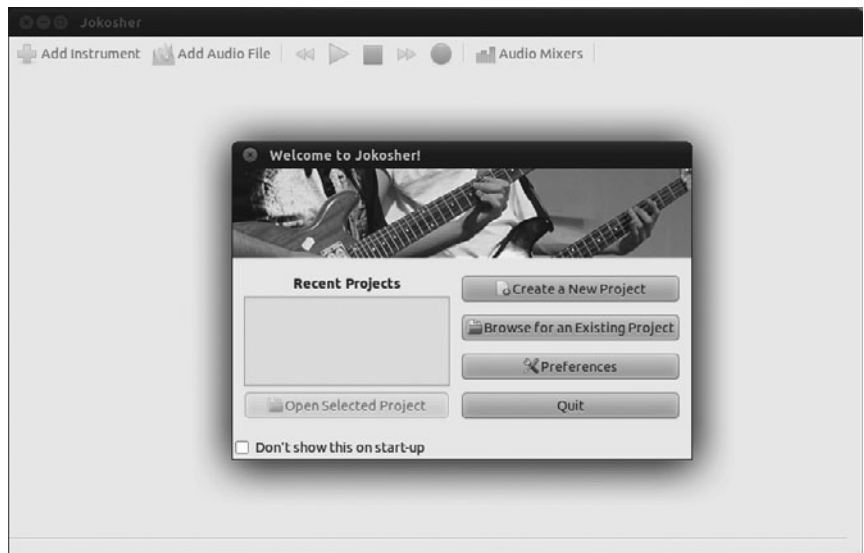 Jokosher
Add Instrument Add Audio File Audio Mixers
Welcome to Jokosher!
Recent Projects
Create a New Project
Browse for an Existing Project
Preferences
Open Selected Project
Quit
Don't show this on start-up